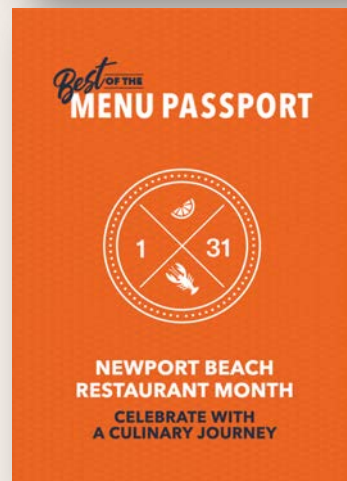 Best OF THE
MENU PASSPORT
1 31
NEWPORT BEACH
RESTAURANT MONTH
CELEBRATE WITH
A CULINARY JOURNEY